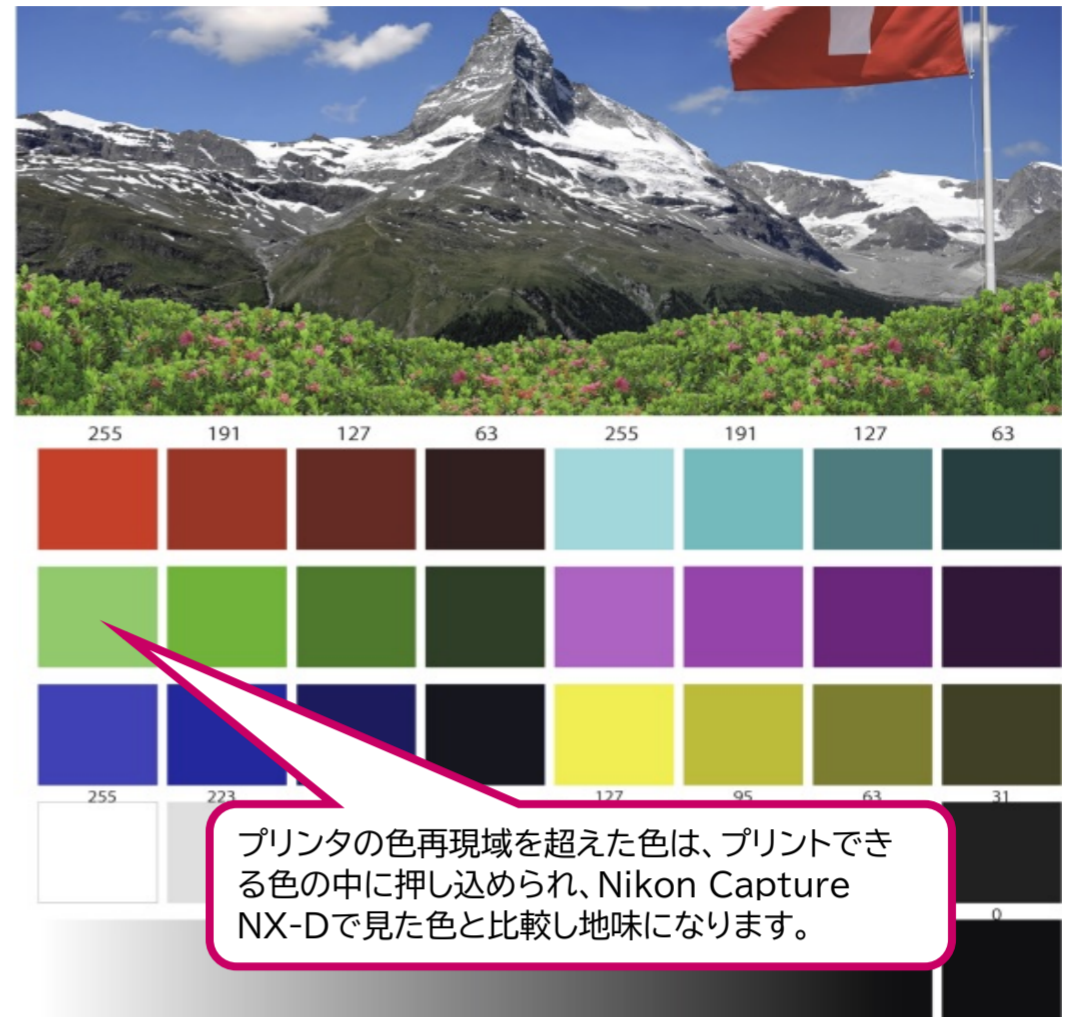 255 191 127 63 255 191 127 63
255 223 127 95 63 31
プリンタの色再現域を超えた色は、プリントでき
る色の中に押し込められ、Nikon Capture
NX-Dで見た色と比較し地味になります。
0